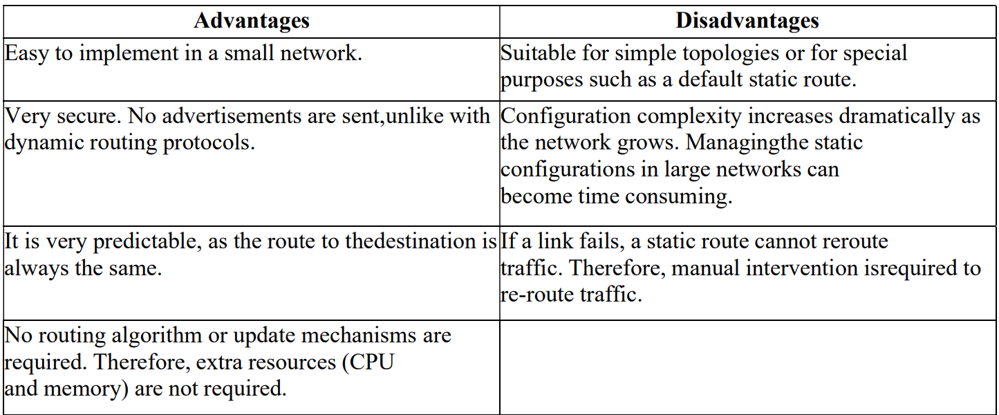 Advantages
Disadvantages
Easy to implement in a small network.
Suitable for simple topologies or for special
purposes such as a default static route.
Very secure. No advertisements are sent,unlike with
dynamic routing protocols.
Configuration complexity increases dramatically as
the network grows. Managingthe static
configurations in large networks can
become time consuming.
It is very predictable, as the route to thedestination is
always the same.
If a link fails, a static route cannot reroute
traffic. Therefore, manual intervention isrequired to
re-route traffic.
No routing algorithm or update mechanisms are
required. Therefore, extra resources (CPU
and memory) are not required.